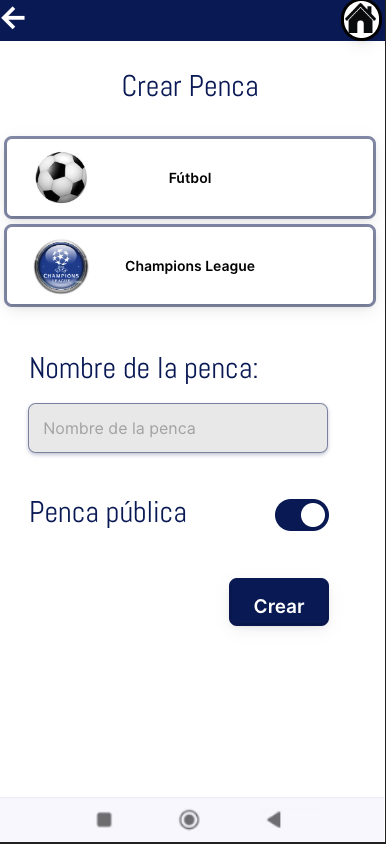 Crear Penca
Fútbol
CHAMPIONS
LEAGUE
Champions League
Nombre de la penca:
Nombre de la penca
Penca pública
Crear